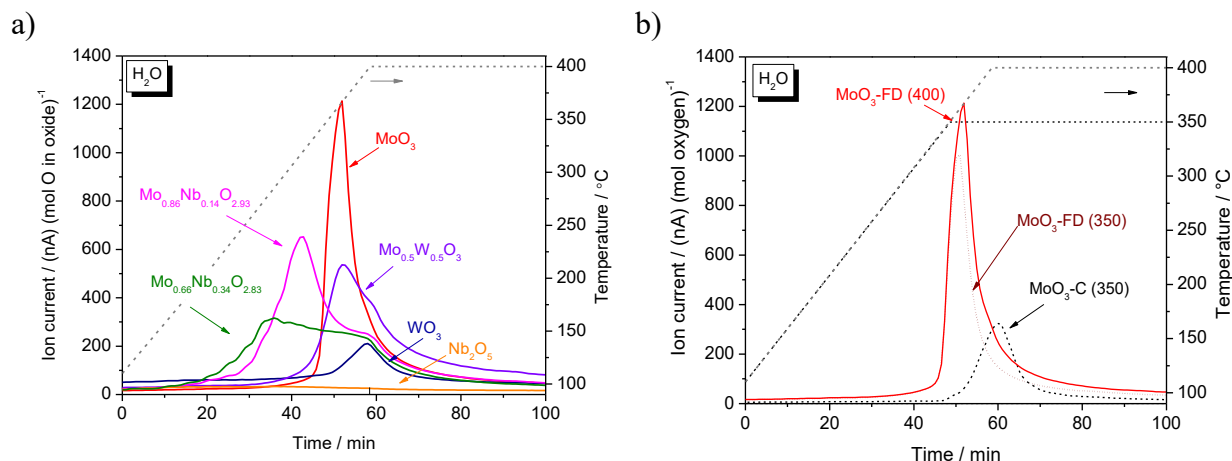 a)
1400
1200
1000
800
600
400
200
0
Ion current / (nA) (mol O in oxide)⁻¹
H₂O
MoO₃
Mo₀.₈₆Nb₀.₁₄O₂.₉₃
Mo₀.₅W₀.₅O₃
Mo₀.₆₆Nb₀.₃₄O₂.₈₃
WO₃
Nb₂O₅
400
350
300
250
200
150
100
Temperature / °C
0 20 40 60 80 100
Time / min
b)
1400
1200
1000
800
600
400
200
0
Ion current / (nA) (mol oxygen)⁻¹
H₂O
MoO₃-FD (400)
MoO₃-FD (350)
MoO₃-C (350)
400
350
300
250
200
150
100
Temperature / °C
0 20 40 60 80 100
Time / min